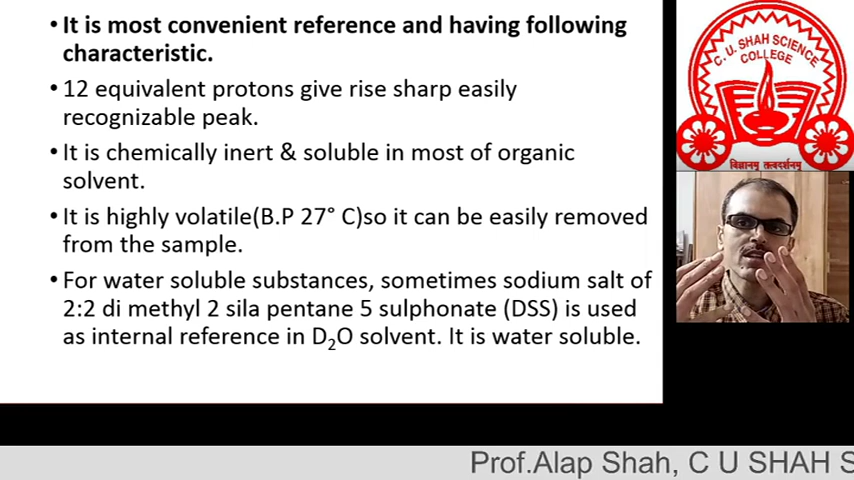 • It is most convenient reference and having following
characteristic.
• 12 equivalent protons give rise sharp easily
recognizable peak.
• It is chemically inert & soluble in most of organic
solvent.
• It is highly volatile(B.P 27° C)so it can be easily removed
from the sample.
• For water soluble substances, sometimes sodium salt of
2:2 di methyl 2 sila pentane 5 sulphonate (DSS) is used
as internal reference in D₂O solvent. It is water soluble.
C. U. SHAH SCIENCE
COLLEGE
विज्ञानम् तत्वदर्शनम्
Prof.Alap Shah, C U SHAH S